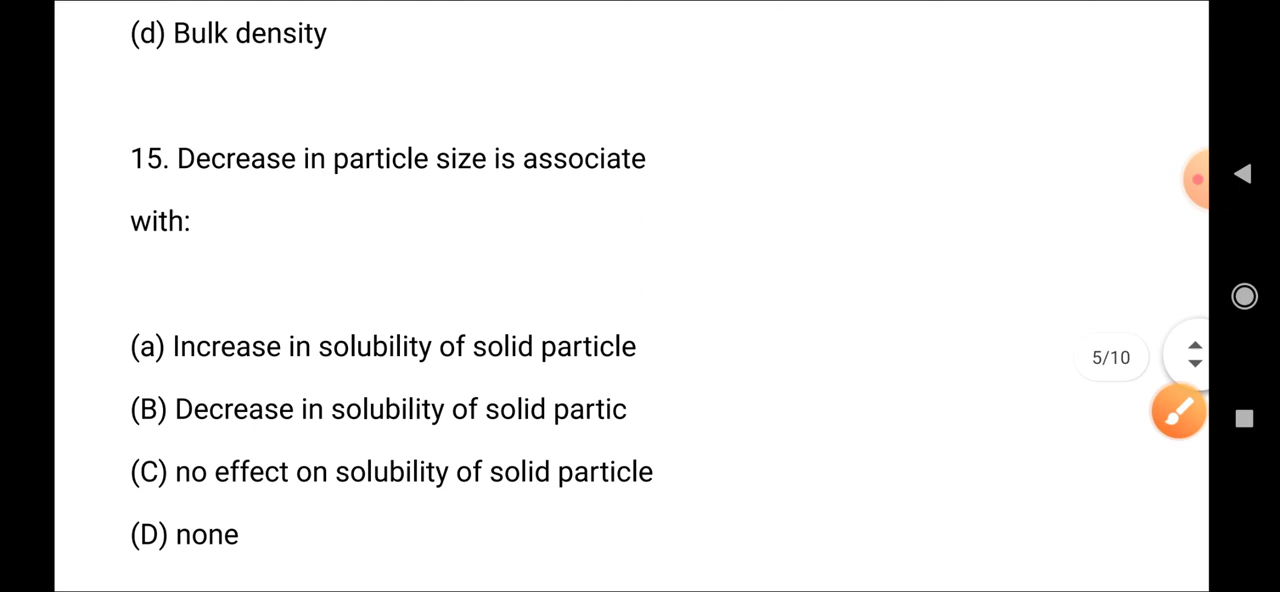 (d) Bulk density
15. Decrease in particle size is associate
with:
(a) Increase in solubility of solid particle
(B) Decrease in solubility of solid partic
(C) no effect on solubility of solid particle
(D) none
5/10